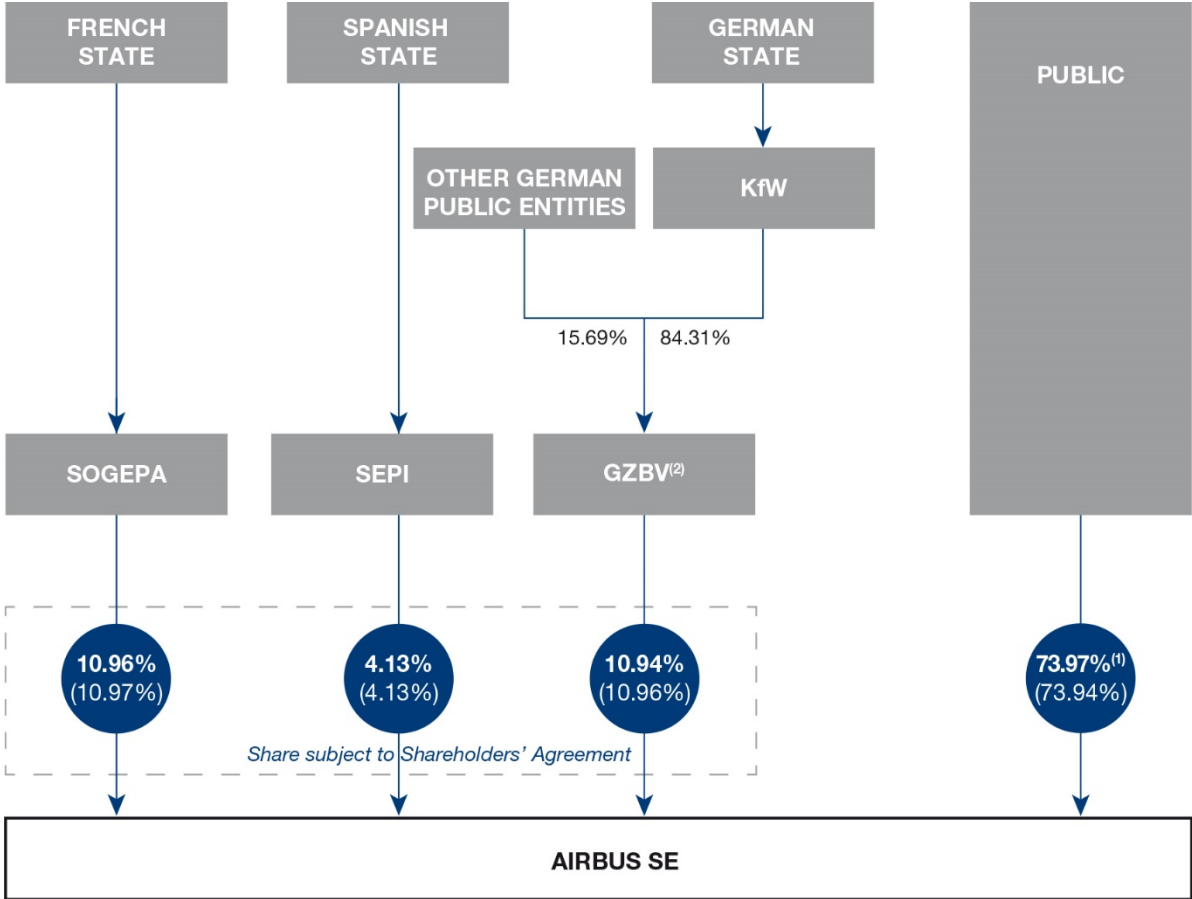 FRENCH
STATE
SPANISH
STATE
GERMAN
STATE
PUBLIC
OTHER GERMAN
PUBLIC ENTITIES
KfW
15.69%
84.31%
SOGEPA
SEPI
GZBV(2)
10.96%
(10.97%)
4.13%
(4.13%)
10.94%
(10.96%)
73.97%(1)
(73.94%)
Share subject to Shareholders’ Agreement
AIRBUS SE